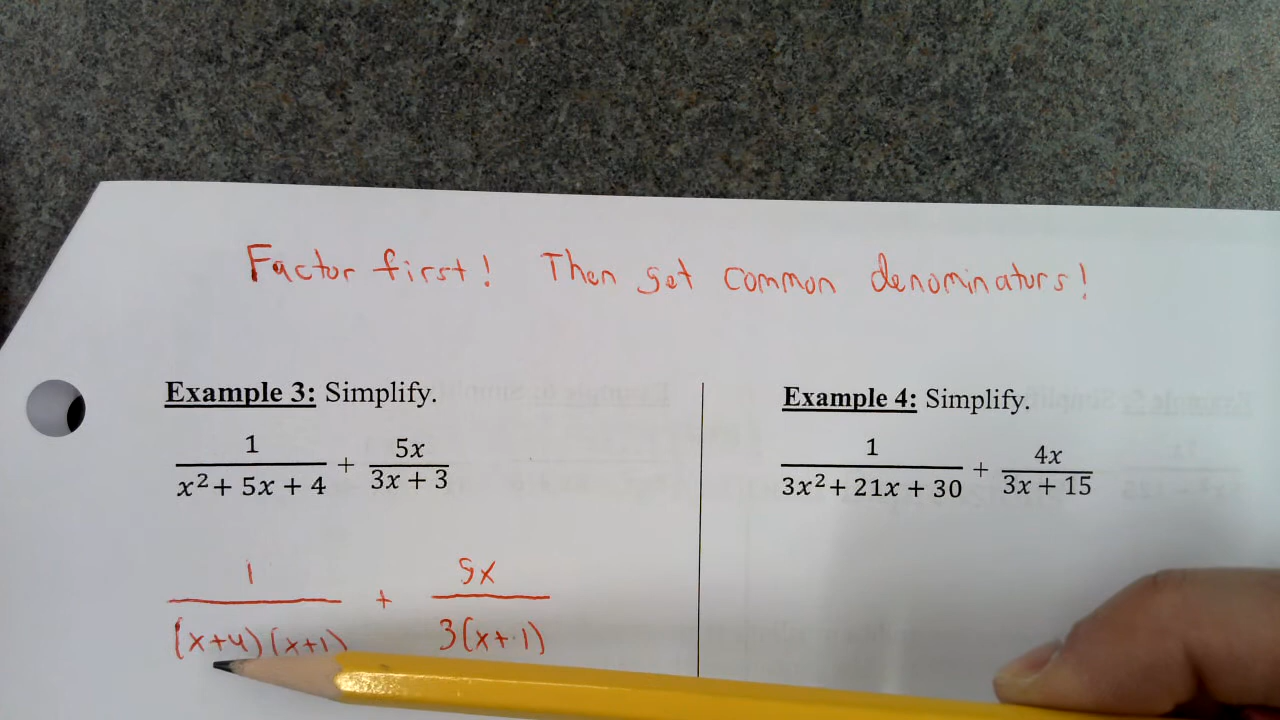 Factor first! Then get common denominators!
Example 3: Simplify.
1/(x² + 5x + 4) + 5x/(3x + 3)
1/((x+4)(x+1)) + 5x/(3(x+1))
Example 4: Simplify.
1/(3x² + 21x + 30) + 4x/(3x + 15)